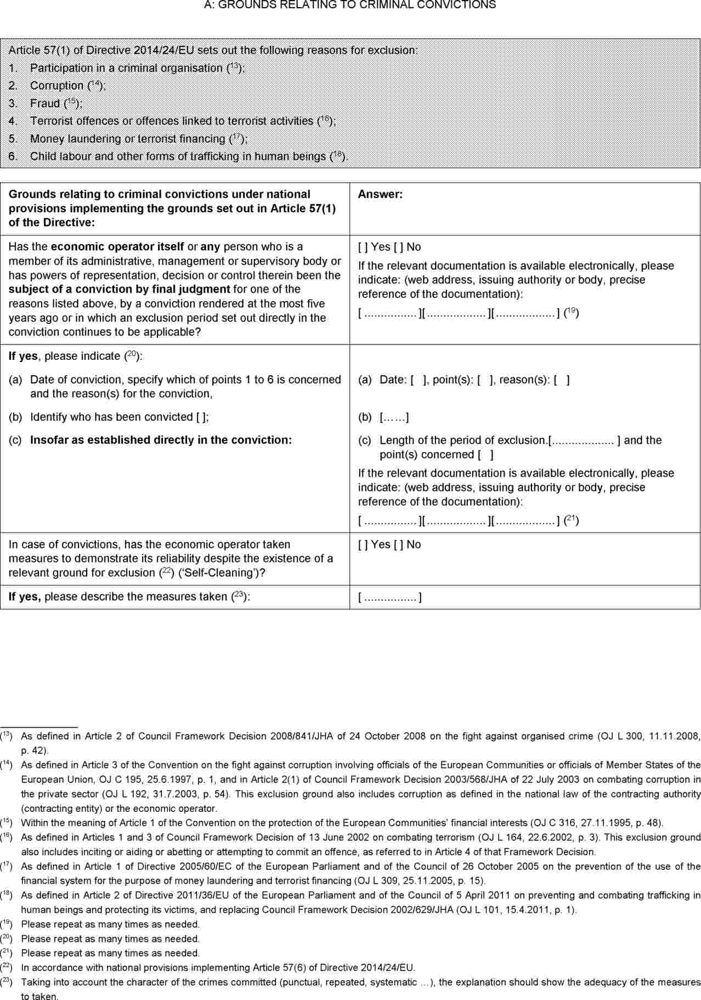 A: GROUNDS RELATING TO CRIMINAL CONVICTIONS
Article 57(1) of Directive 2014/24/EU sets out the following reasons for exclusion:
1. Participation in a criminal organisation (13);
2. Corruption (14);
3. Fraud (15);
4. Terrorist offences or offences linked to terrorist activities (16);
5. Money laundering or terrorist financing (17);
6. Child labour and other forms of trafficking in human beings (18).
Grounds relating to criminal convictions under national
provisions implementing the grounds set out in Article 57(1)
of the Directive:
Answer:
Has the economic operator itself or any person who is a
member of its administrative, management or supervisory body or
has powers of representation, decision or control therein been the
subject of a conviction by final judgment for one of the
reasons listed above, by a conviction rendered at the most five
years ago or in which an exclusion period set out directly in the
conviction continues to be applicable?
[ ] Yes [ ] No
If the relevant documentation is available electronically, please
indicate: (web address, issuing authority or body, precise
reference of the documentation):
[ ................ ][ .................. ][ .................. ] (19)
If yes, please indicate (20):
(a) Date of conviction, specify which of points 1 to 6 is concerned
and the reason(s) for the conviction,
(a) Date: [ ], point(s): [ ], reason(s): [ ]
(b) Identify who has been convicted [ ];
(b) [……]
(c) Insofar as established directly in the conviction:
(c) Length of the period of exclusion.[................... ] and the
point(s) concerned [ ]
If the relevant documentation is available electronically, please
indicate: (web address, issuing authority or body, precise
reference of the documentation):
[ ................ ][ .................. ][ .................. ] (21)
In case of convictions, has the economic operator taken
measures to demonstrate its reliability despite the existence of a
relevant ground for exclusion (22) (‘Self-Cleaning’)?
[ ] Yes [ ] No
If yes, please describe the measures taken (23):
[ ................ ]
(13) As defined in Article 2 of Council Framework Decision 2008/841/JHA of 24 October 2008 on the fight against organised crime (OJ L 300, 11.11.2008,
p. 42).
(14) As defined in Article 3 of the Convention on the fight against corruption involving officials of the European Communities or officials of Member States of the
European Union, OJ C 195, 25.6.1997, p. 1, and in Article 2(1) of Council Framework Decision 2003/568/JHA of 22 July 2003 on combating corruption in
the private sector (OJ L 192, 31.7.2003, p. 54). This exclusion ground also includes corruption as defined in the national law of the contracting authority
(contracting entity) or the economic operator.
(15) Within the meaning of Article 1 of the Convention on the protection of the European Communities’ financial interests (OJ C 316, 27.11.1995, p. 48).
(16) As defined in Articles 1 and 3 of Council Framework Decision of 13 June 2002 on combating terrorism (OJ L 164, 22.6.2002, p. 3). This exclusion ground
also includes inciting or aiding or abetting or attempting to commit an offence, as referred to in Article 4 of that Framework Decision.
(17) As defined in Article 1 of Directive 2005/60/EC of the European Parliament and of the Council of 26 October 2005 on the prevention of the use of the
financial system for the purpose of money laundering and terrorist financing (OJ L 309, 25.11.2005, p. 15).
(18) As defined in Article 2 of Directive 2011/36/EU of the European Parliament and of the Council of 5 April 2011 on preventing and combating trafficking in
human beings and protecting its victims, and replacing Council Framework Decision 2002/629/JHA (OJ L 101, 15.4.2011, p. 1).
(19) Please repeat as many times as needed.
(20) Please repeat as many times as needed.
(21) Please repeat as many times as needed.
(22) In accordance with national provisions implementing Article 57(6) of Directive 2014/24/EU.
(23) Taking into account the character of the crimes committed (punctual, repeated, systematic …), the explanation should show the adequacy of the measures
to taken.